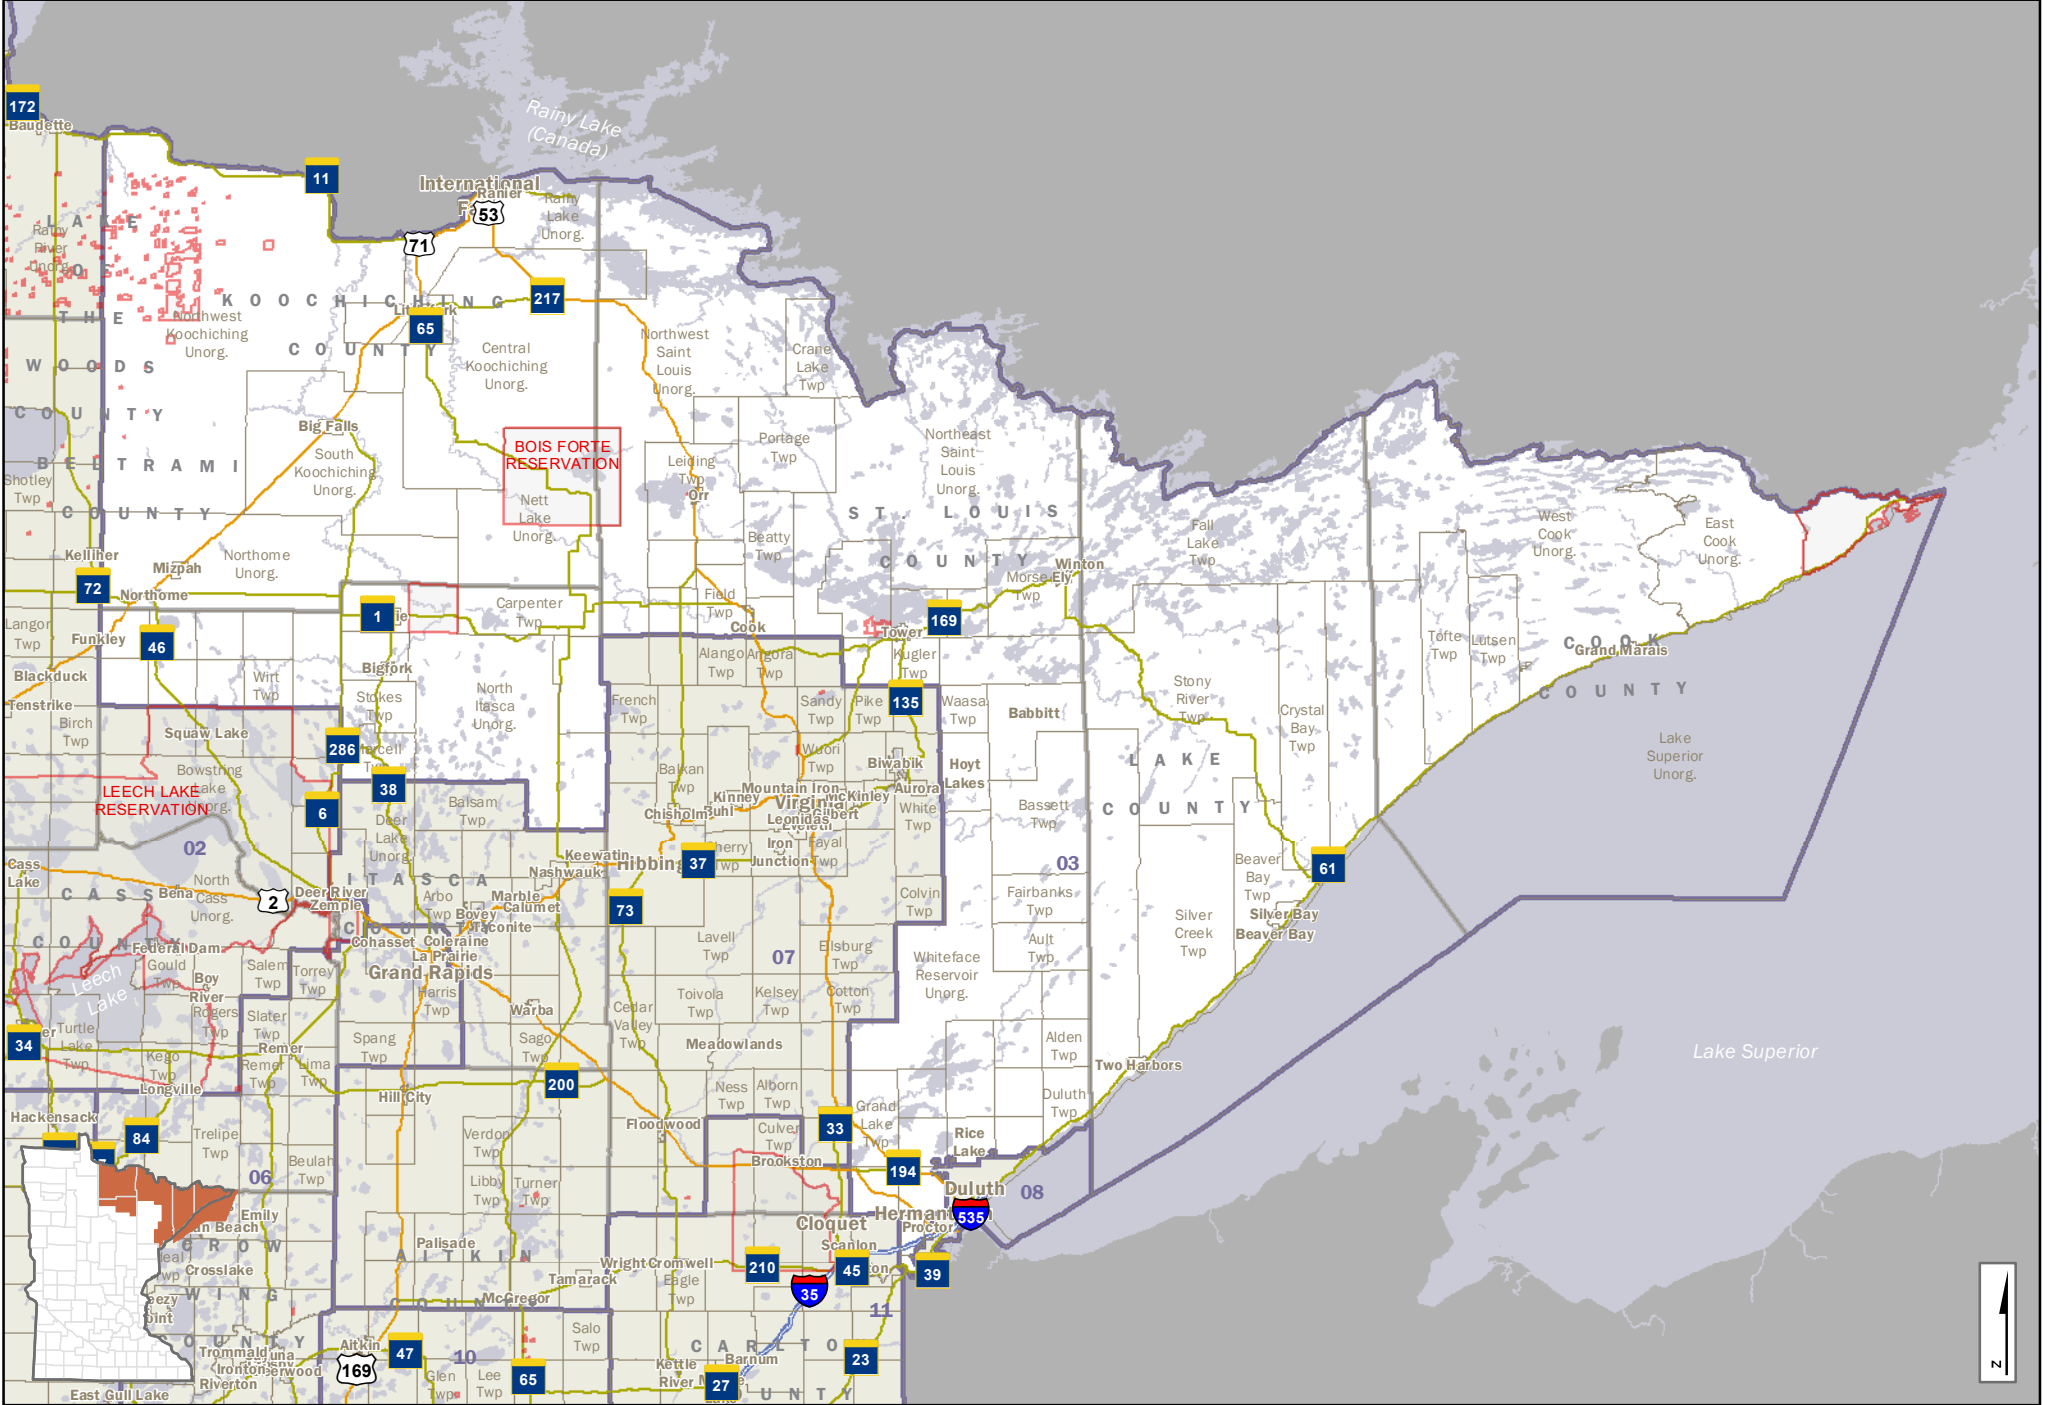 172
Baudette
11
Rainy Lake
(Canada)
International
Ranier
53
71
Rainy
Lake
Unorg.
LAKE
Rainy
River
Unorg.
OF
THE
WOODS
COUNTY
KOOCHICHING
COUNTY
Northwest
Koochiching
Unorg.
217
65
Central
Koochiching
Unorg.
Northwest
Saint
Louis
Unorg.
Crane
Lake
Twp
Big Falls
South
Koochiching
Unorg.
BOIS FORTE
RESERVATION
Nett
Lake
Unorg.
Leiding
Twp
Orr
Portage
Twp
Northeast
Saint
Louis
Unorg.
BELTRAMI
COUNTY
Shotley
Twp
ST. LOUIS
COUNTY
Beatty
Twp
Fall
Lake
Twp
West
Cook
Unorg.
East
Cook
Unorg.
Kelliher
72
Mizpah
Northome
Unorg.
Northome
Winton
Ely
Morse
Twp
1
Carpenter
Twp
Field
Twp
Cook
169
Tower
Kugler
Twp
Langor
Twp
Funkley
46
Bigfork
Blackduck
Wirt
Twp
Alango
Twp
Angora
Twp
Tofte
Twp
Lutsen
Twp
COOK
Grand Marais
COUNTY
Tenstrike
Birch
Twp
Squaw Lake
Stokes
Twp
North
Itasca
Unorg.
French
Twp
Sandy
Twp
Pike
Twp
135
Waasa
Twp
Babbitt
Stony
River
Twp
Crystal
Bay
Twp
Lake
Superior
Unorg.
286
Wuori
Twp
Biwabik
Hoyt
Lakes
LAKE
COUNTY
Bowstring
Lake
Unorg.
LEECH LAKE
RESERVATION
38
6
Balsam
Twp
Balkan
Twp
Mountain Iron
Kinney
Virginia
McKinley
Aurora
Chisholm
Buhl
Leonidas
Gilbert
Eveleth
White
Twp
Bassett
Twp
Deer
Lake
Unorg.
02
Cass
Lake
Keewatin
Hibbing
37
Cherry
Twp
Iron
Junction
Fayal
Twp
03
Beaver
Bay
Twp
61
CASS
Bena
North
Cass
Unorg.
2
Deer River
Zemple
ITASCA
Nashwauk
Arbo
Twp
Marble
Calumet
Bovey
Taconite
73
Colvin
Twp
Fairbanks
Twp
Silver Bay
Beaver Bay
COUNTY
Federal Dam
COUNTY
Cohasset
Coleraine
La Prairie
Grand Rapids
Lavell
Twp
07
Ellsburg
Twp
Ault
Twp
Silver
Creek
Twp
Leech
Lake
Gould
Twp
Boy
River
Salem
Twp
Torrey
Twp
Harris
Twp
Whiteface
Reservoir
Unorg.
Rogers
Twp
Slater
Twp
Warba
Cedar
Valley
Twp
Toivola
Twp
Kelsey
Twp
Cotton
Twp
34
Turtle
Lake
Twp
Kego
Twp
Remer
Remer
Twp
Lima
Twp
Spang
Twp
Sago
Twp
Meadowlands
Alden
Twp
Two Harbors
Lake Superior
Longville
Hill City
200
Ness
Twp
Alborn
Twp
Duluth
Twp
Hackensack
84
Trelipe
Twp
Verdon
Twp
Floodwood
Culver
Twp
33
Grand
Lake
Twp
Rice
Lake
06
Beulah
Twp
Libby
Twp
Turner
Twp
Brookston
194
Duluth
08
535
Emily
Cloquet
Proctor
Scanlon
CROW
WING
COUNTY
Crosslake
Palisade
AITKIN
COUNTY
Tamarack
Wright
Cromwell
Eagle
Twp
210
45
39
35
McGregor
11
Salo
Twp
CARLTO
Aitkin
47
169
10
Glen
Twp
Lee
Twp
65
Kettle
River
27
Barnum
COUNTY
23
Trommald
Ironton
Riverton
East Gull Lake
N